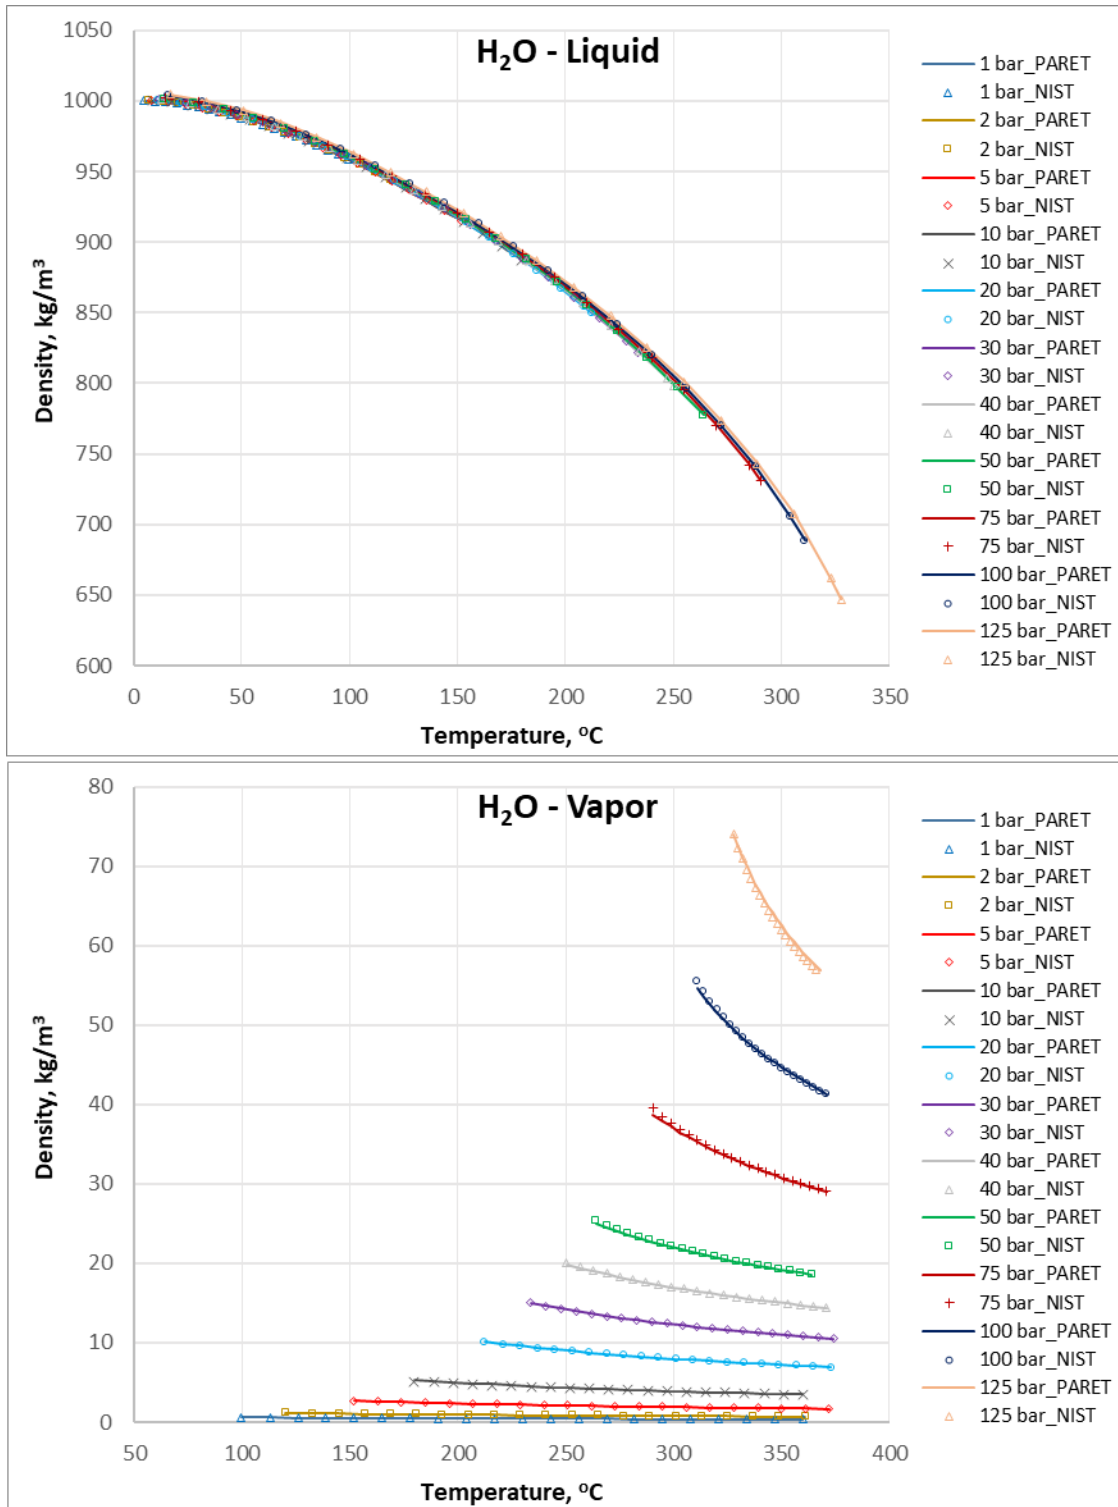 H₂O - Liquid
1050
1000
950
900
850
800
750
700
650
600
Density, kg/m³
0 50 100 150 200 250 300 350
Temperature, ᴼC
1 bar_PARET
1 bar_NIST
2 bar_PARET
2 bar_NIST
5 bar_PARET
5 bar_NIST
10 bar_PARET
10 bar_NIST
20 bar_PARET
20 bar_NIST
30 bar_PARET
30 bar_NIST
40 bar_PARET
40 bar_NIST
50 bar_PARET
50 bar_NIST
75 bar_PARET
75 bar_NIST
100 bar_PARET
100 bar_NIST
125 bar_PARET
125 bar_NIST
H₂O - Vapor
80
70
60
50
40
30
20
10
0
Density, kg/m³
50 100 150 200 250 300 350 400
Temperature, ᴼC
1 bar_PARET
1 bar_NIST
2 bar_PARET
2 bar_NIST
5 bar_PARET
5 bar_NIST
10 bar_PARET
10 bar_NIST
20 bar_PARET
20 bar_NIST
30 bar_PARET
30 bar_NIST
40 bar_PARET
40 bar_NIST
50 bar_PARET
50 bar_NIST
75 bar_PARET
75 bar_NIST
100 bar_PARET
100 bar_NIST
125 bar_PARET
125 bar_NIST